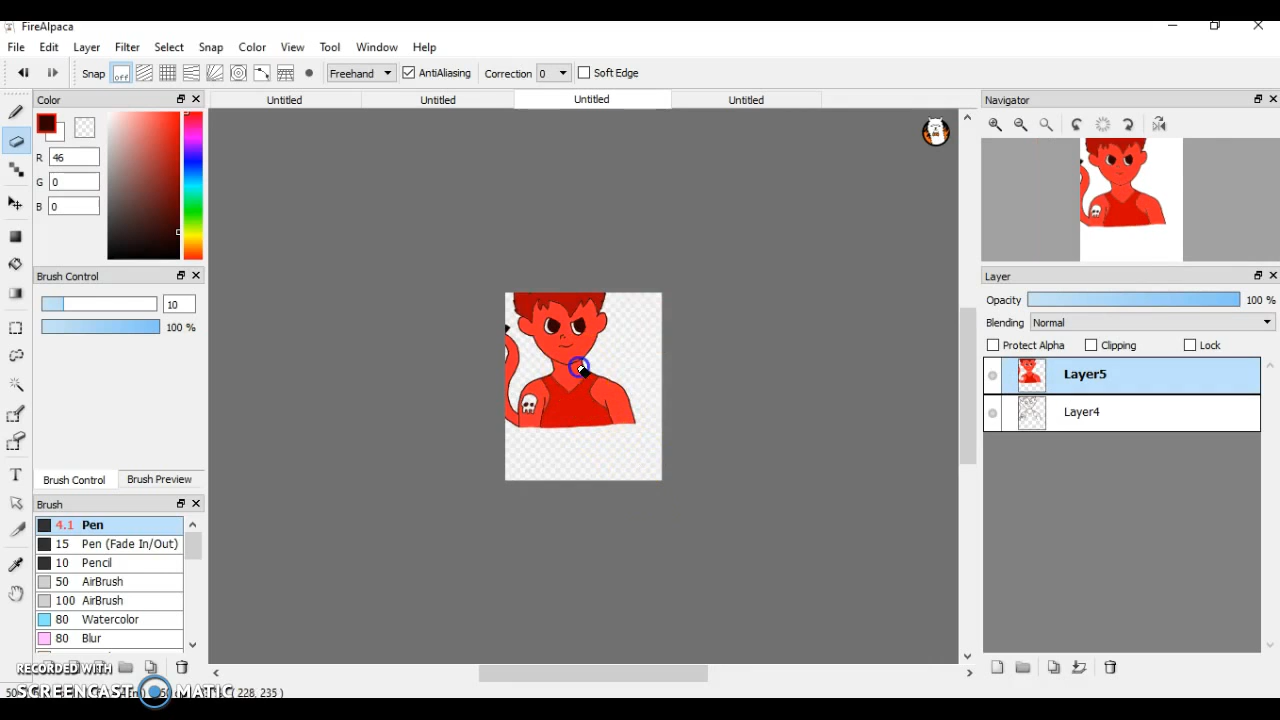 FireAlpaca
File Edit Layer Filter Select Snap Color View Tool Window Help
Snap off Freehand AntiAliasing Correction 0 Soft Edge
Color Untitled Untitled Untitled Untitled Navigator
R 46
G 0
B 0
Brush Control
10
100 %
Layer
Opacity 100 %
Blending Normal
Protect Alpha Clipping Lock
Layer5
Layer4
Brush Control Brush Preview
Brush
4.1 Pen
15 Pen (Fade In/Out)
10 Pencil
50 AirBrush
100 AirBrush
80 Watercolor
80 Blur
RECORDED WITH
SCREENCAST MATIC
( 228, 235 )